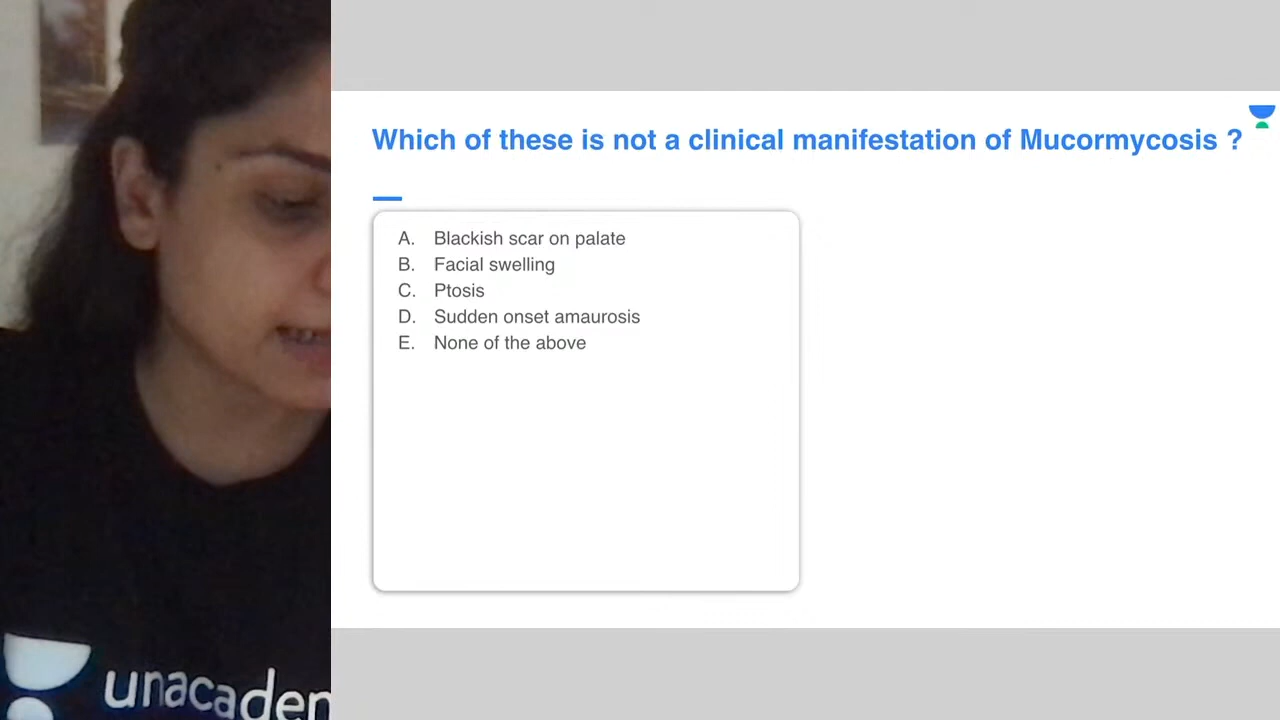 Which of these is not a clinical manifestation of Mucormycosis ?
A. Blackish scar on palate
B. Facial swelling
C. Ptosis
D. Sudden onset amaurosis
E. None of the above
unacaden